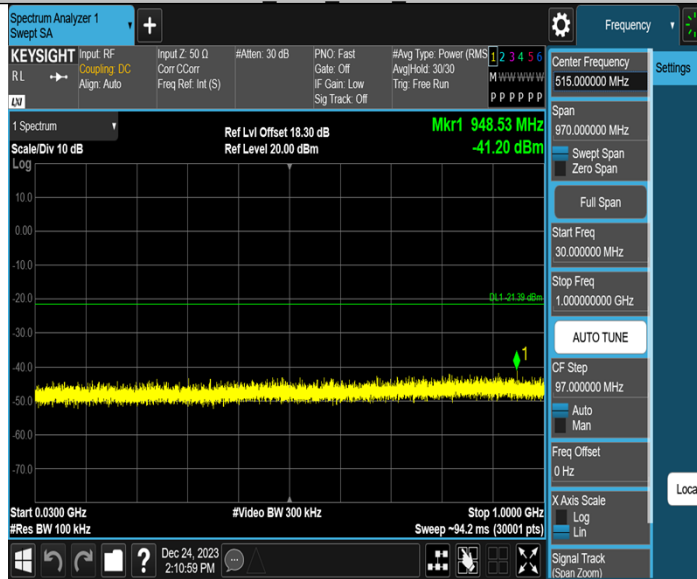 Spectrum Analyzer 1
Swept SA
Frequency
KEYSIGHT
RL
LXI
Input: RF
Coupling: DC
Align: Auto
Input Z: 50 Ω
Corr CCorr
Freq Ref: Int (S)
#Atten: 30 dB
PNO: Fast
Gate: Off
IF Gain: Low
Sig Track: Off
#Avg Type: Power (RMS
Avg|Hold: 30/30
Trig: Free Run
1 2 3 4 5 6
M W W W W W
P P P P P P
Settings
1 Spectrum
Scale/Div 10 dB
Log
Ref Lvl Offset 18.30 dB
Ref Level 20.00 dBm
Mkr1 948.53 MHz
-41.20 dBm
10.0
0.00
-10.0
-20.0
DL1 -21.39 dBm
-30.0
-40.0
1
-50.0
-60.0
-70.0
Start 0.0300 GHz
#Res BW 100 kHz
#Video BW 300 kHz
Stop 1.0000 GHz
Sweep ~94.2 ms (30001 pts)
Center Frequency
515.000000 MHz
Span
970.000000 MHz
Swept Span
Zero Span
Full Span
Start Freq
30.000000 MHz
Stop Freq
1.000000000 GHz
AUTO TUNE
CF Step
97.000000 MHz
Auto
Man
Freq Offset
0 Hz
X Axis Scale
Log
Lin
Signal Track
(Span Zoom)
Loca
?
Dec 24, 2023
2:10:59 PM